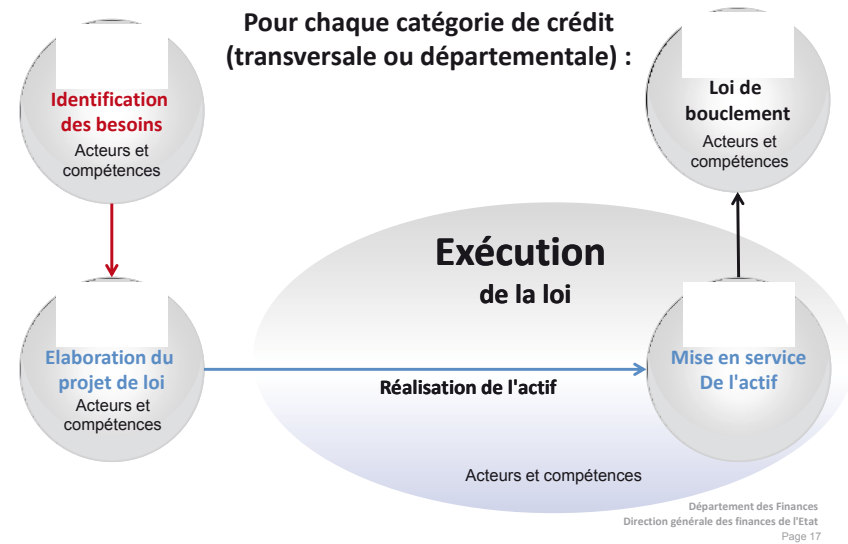 Pour chaque catégorie de crédit
(transversale ou départementale) :
Identification
des besoins
Acteurs et
compétences
Loi de
bouclement
Acteurs et
compétences
Exécution
de la loi
Elaboration du
projet de loi
Acteurs et
compétences
Réalisation de l'actif
Mise en service
De l'actif
Acteurs et compétences
Département des Finances
Direction générale des finances de l'Etat
Page 17